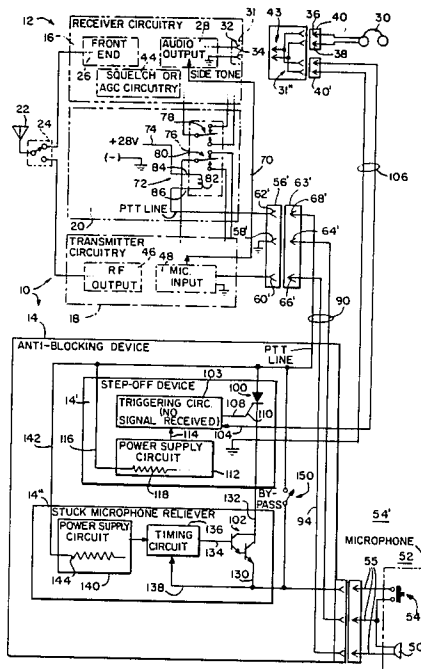 RECEIVER CIRCUITRY
12
16
FRONT
END
26
44
AUDIO
OUTPUT
28
SQUELCH OR
AGC CIRCUITRY
31
32
34
SIDE TONE
43
36
40
30
38
31"
40'
22
24
+28V
74
(-)
78
76
80
84
82
72
86
PTT LINE
20
70
106
56'
63'
62'
68'
58'
64'
60'
66'
TRANSMITTER
CIRCUITRY
46
48
RF
OUTPUT
MIC.
INPUT
10
18
14
90
ANTI-BLOCKING DEVICE
PTT
LINE
STEP-OFF DEVICE
103
100
14'
TRIGGERING CIRC.
(NO
SIGNAL RECEIVED)
108
110
104
142
116
114
POWER SUPPLY
CIRCUIT
118
112
BY-
PASS
150
94
14"
132
STUCK MICROPHONE
RELIEVER
136
102
POWER SUPPLY
CIRCUIT
TIMING
CIRCUIT
134
144
138
130
140
54'
MICROPHONE
52
55
54
50